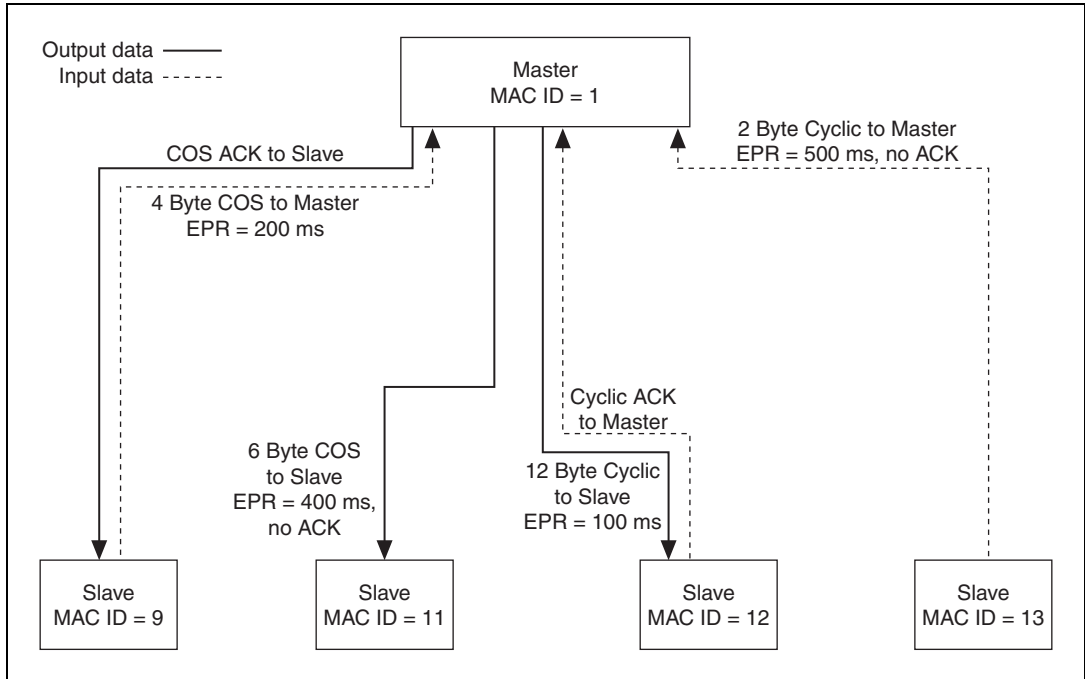 Output data
Input data
Master
MAC ID = 1
COS ACK to Slave
4 Byte COS to Master
EPR = 200 ms
2 Byte Cyclic to Master
EPR = 500 ms, no ACK
Cyclic ACK
to Master
6 Byte COS
to Slave
EPR = 400 ms,
no ACK
12 Byte Cyclic
to Slave
EPR = 100 ms
Slave
MAC ID = 9
Slave
MAC ID = 11
Slave
MAC ID = 12
Slave
MAC ID = 13